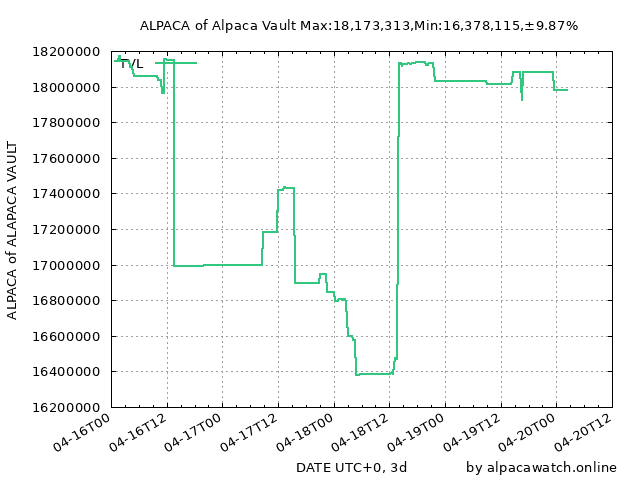 ALPACA of Alpaca Vault Max:18,173,313,Min:16,378,115,±9.87%
18200000
TVL
18000000
17800000
17600000
17400000
17200000
17000000
16800000
16600000
16400000
16200000
ALPACA of ALAPACA VAULT
04-16T00
04-16T12
04-17T00
04-17T12
04-18T00
04-18T12
04-19T00
04-19T12
04-20T00
04-20T12
DATE UTC+0, 3d
by alpacawatch.online